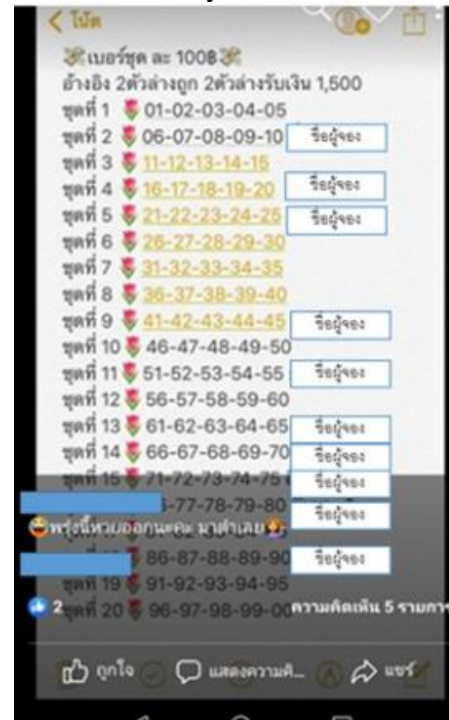 โน้ต
💸เบอร์ชุด ละ 100฿💸
อ้างอิง 2ตัวล่างถูก 2ตัวล่างรับเงิน 1,500
ชุดที่ 1 🌷 01-02-03-04-05
ชุดที่ 2 🌷 06-07-08-09-10 ชื่อผู้จอง
ชุดที่ 3 🌷 11-12-13-14-15
ชุดที่ 4 🌷 16-17-18-19-20 ชื่อผู้จอง
ชุดที่ 5 🌷 21-22-23-24-25 ชื่อผู้จอง
ชุดที่ 6 🌷 26-27-28-29-30
ชุดที่ 7 🌷 31-32-33-34-35
ชุดที่ 8 🌷 36-37-38-39-40
ชุดที่ 9 🌷 41-42-43-44-45 ชื่อผู้จอง
ชุดที่ 10 🌷 46-47-48-49-50
ชุดที่ 11 🌷 51-52-53-54-55 ชื่อผู้จอง
ชุดที่ 12 🌷 56-57-58-59-60
ชุดที่ 13 🌷 61-62-63-64-65 ชื่อผู้จอง
ชุดที่ 14 🌷 66-67-68-69-70 ชื่อผู้จอง
ชุดที่ 15 🌷 71-72-73-74-75 ชื่อผู้จอง
-77-78-79-80 ชื่อผู้จอง
😂พรุ่งนี้หวยออกนะคะ
86-87-88-89-90 ชื่อผู้จอง
ชุดที่ 19 🌷 91-92-93-94-95
2
ชุดที่ 20 🌷 96-97-98-99-00
ความคิดเห็น 5 รายการ
ถูกใจ
แสดงความคิ...
แชร์